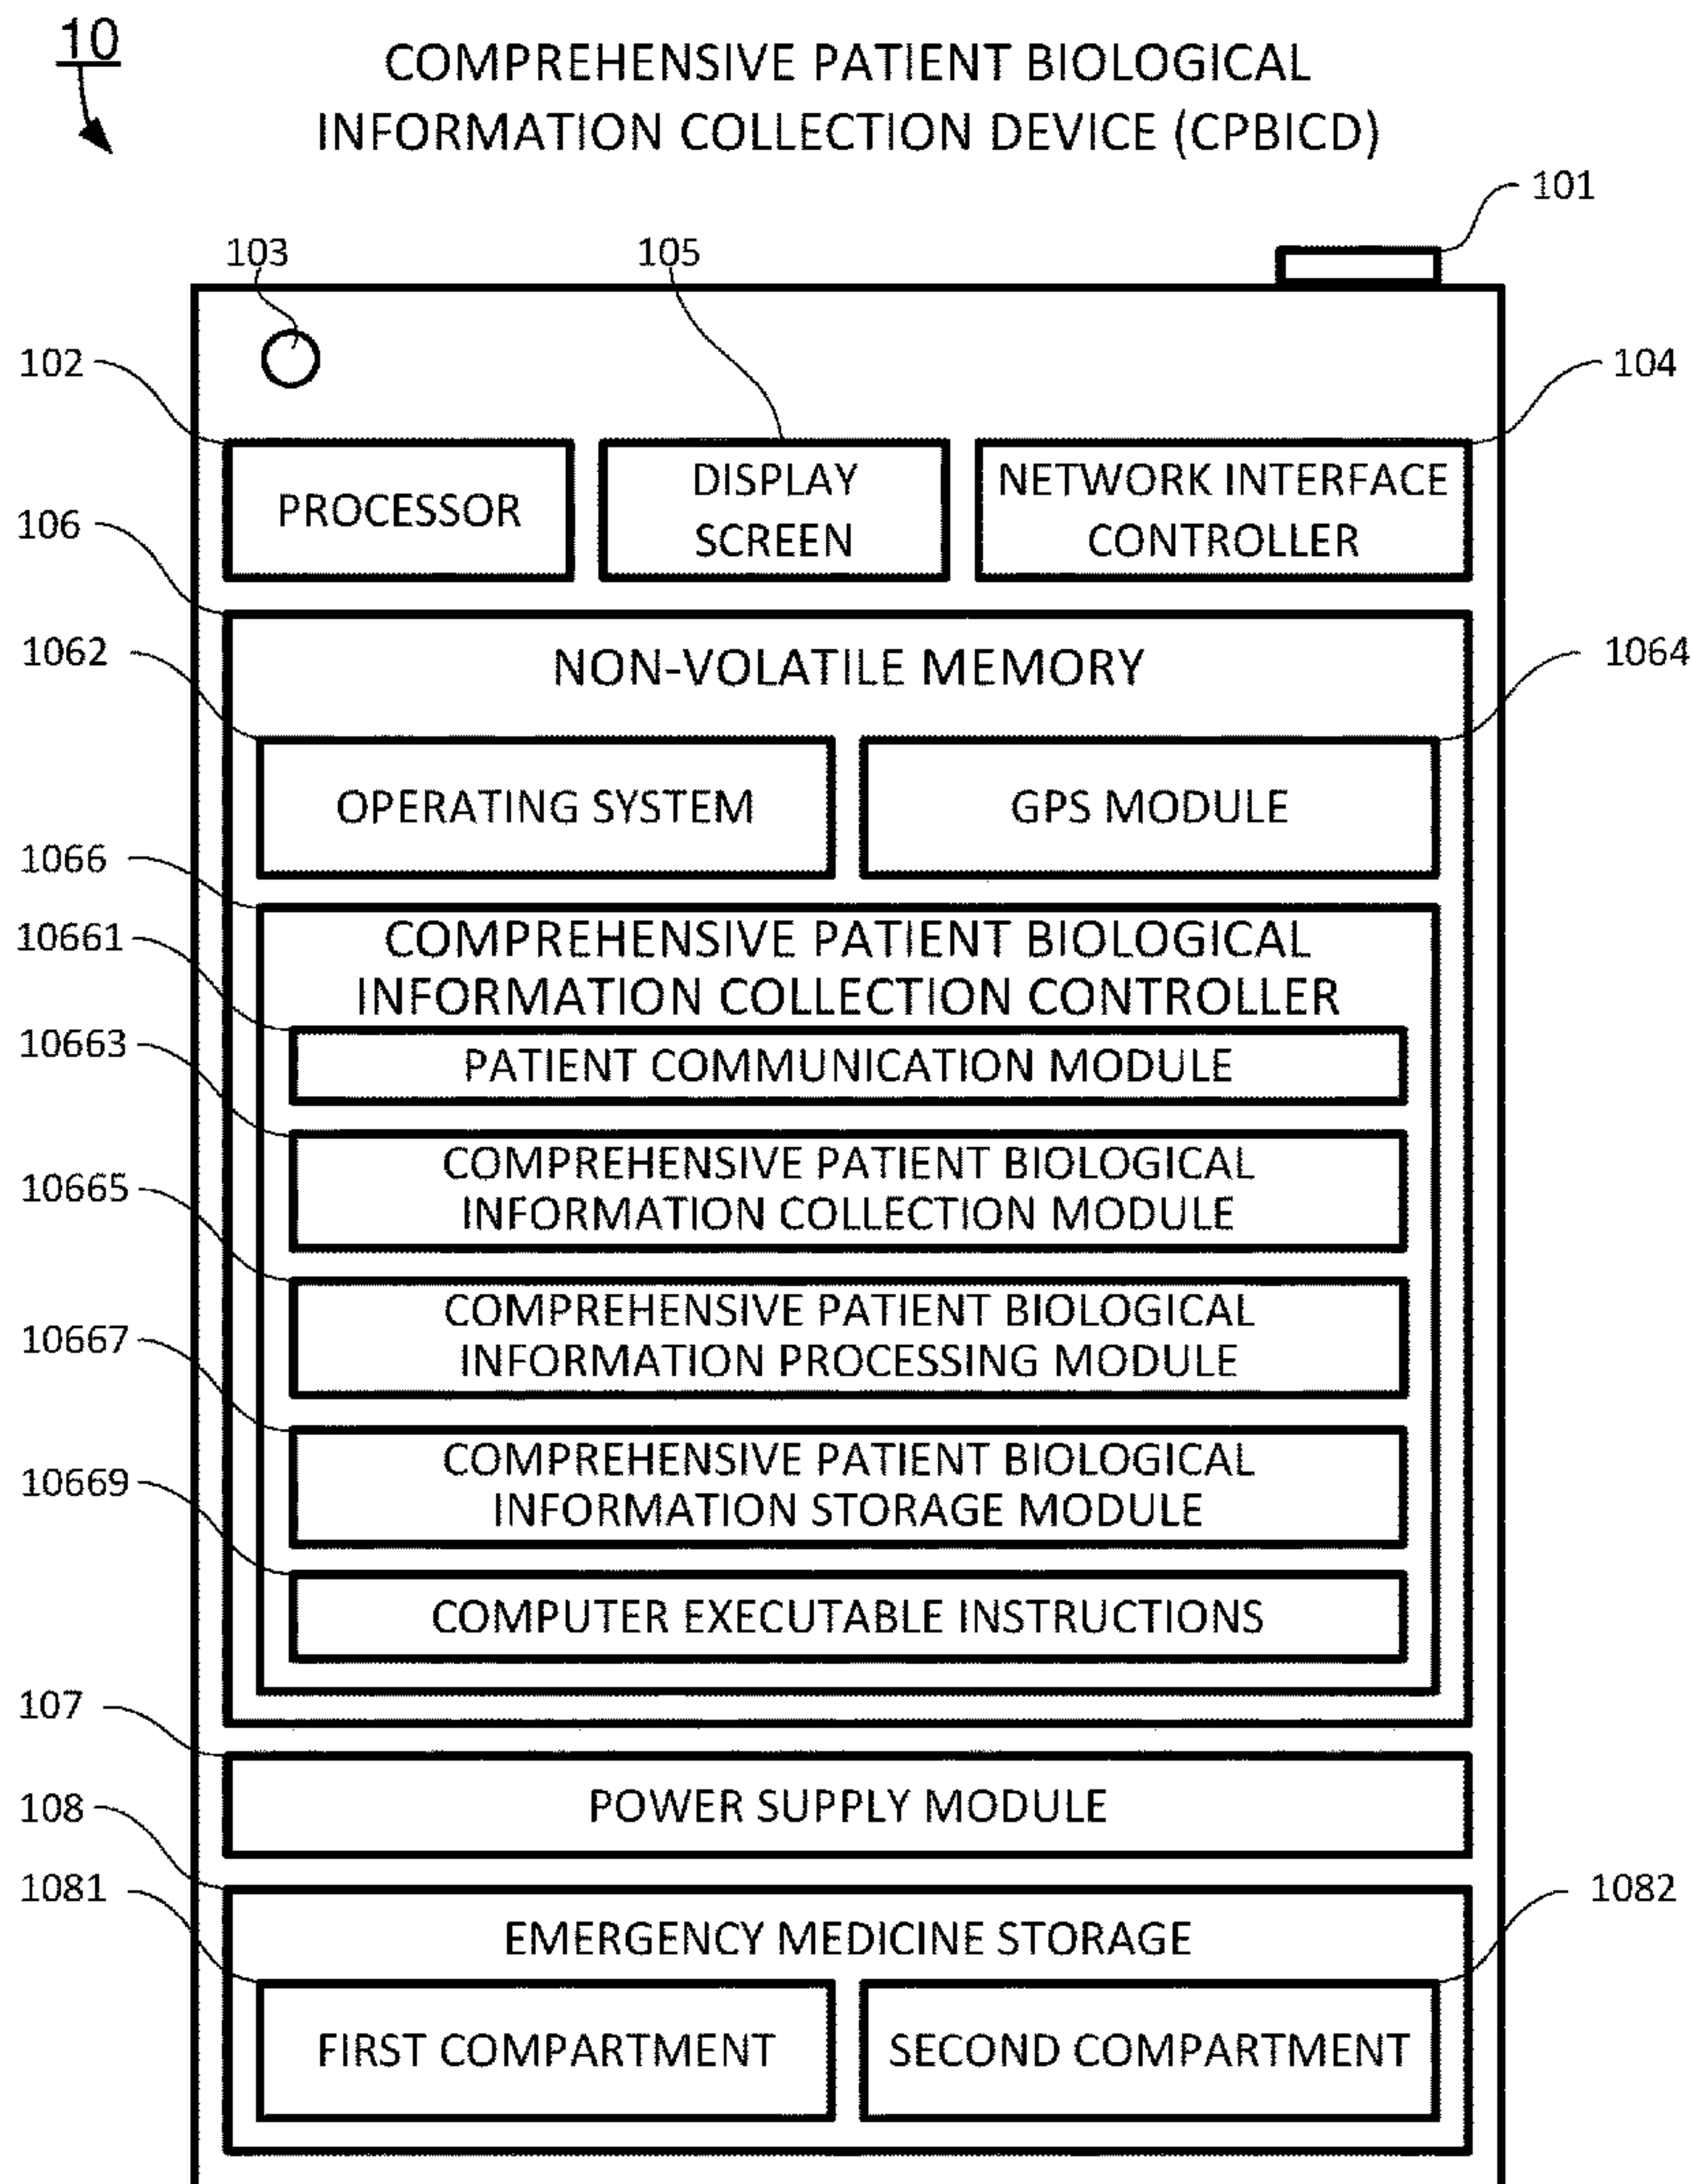 10
COMPREHENSIVE PATIENT BIOLOGICAL
INFORMATION COLLECTION DEVICE (CPBICD)
101
103
105
102
104
PROCESSOR
DISPLAY
SCREEN
NETWORK INTERFACE
CONTROLLER
106
1062
NON-VOLATILE MEMORY
1064
OPERATING SYSTEM
GPS MODULE
1066
10661
COMPREHENSIVE PATIENT BIOLOGICAL
INFORMATION COLLECTION CONTROLLER
10663
PATIENT COMMUNICATION MODULE
COMPREHENSIVE PATIENT BIOLOGICAL
INFORMATION COLLECTION MODULE
10665
COMPREHENSIVE PATIENT BIOLOGICAL
INFORMATION PROCESSING MODULE
10667
COMPREHENSIVE PATIENT BIOLOGICAL
INFORMATION STORAGE MODULE
10669
COMPUTER EXECUTABLE INSTRUCTIONS
107
POWER SUPPLY MODULE
108
1081
1082
EMERGENCY MEDICINE STORAGE
FIRST COMPARTMENT
SECOND COMPARTMENT